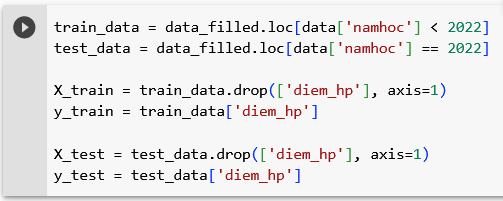 train_data = data_filled.loc[data['namhoc'] < 2022]
test_data = data_filled.loc[data['namhoc'] == 2022]
X_train = train_data.drop(['diem_hp'], axis=1)
y_train = train_data['diem_hp']
X_test = test_data.drop(['diem_hp'], axis=1)
y_test = test_data['diem_hp']